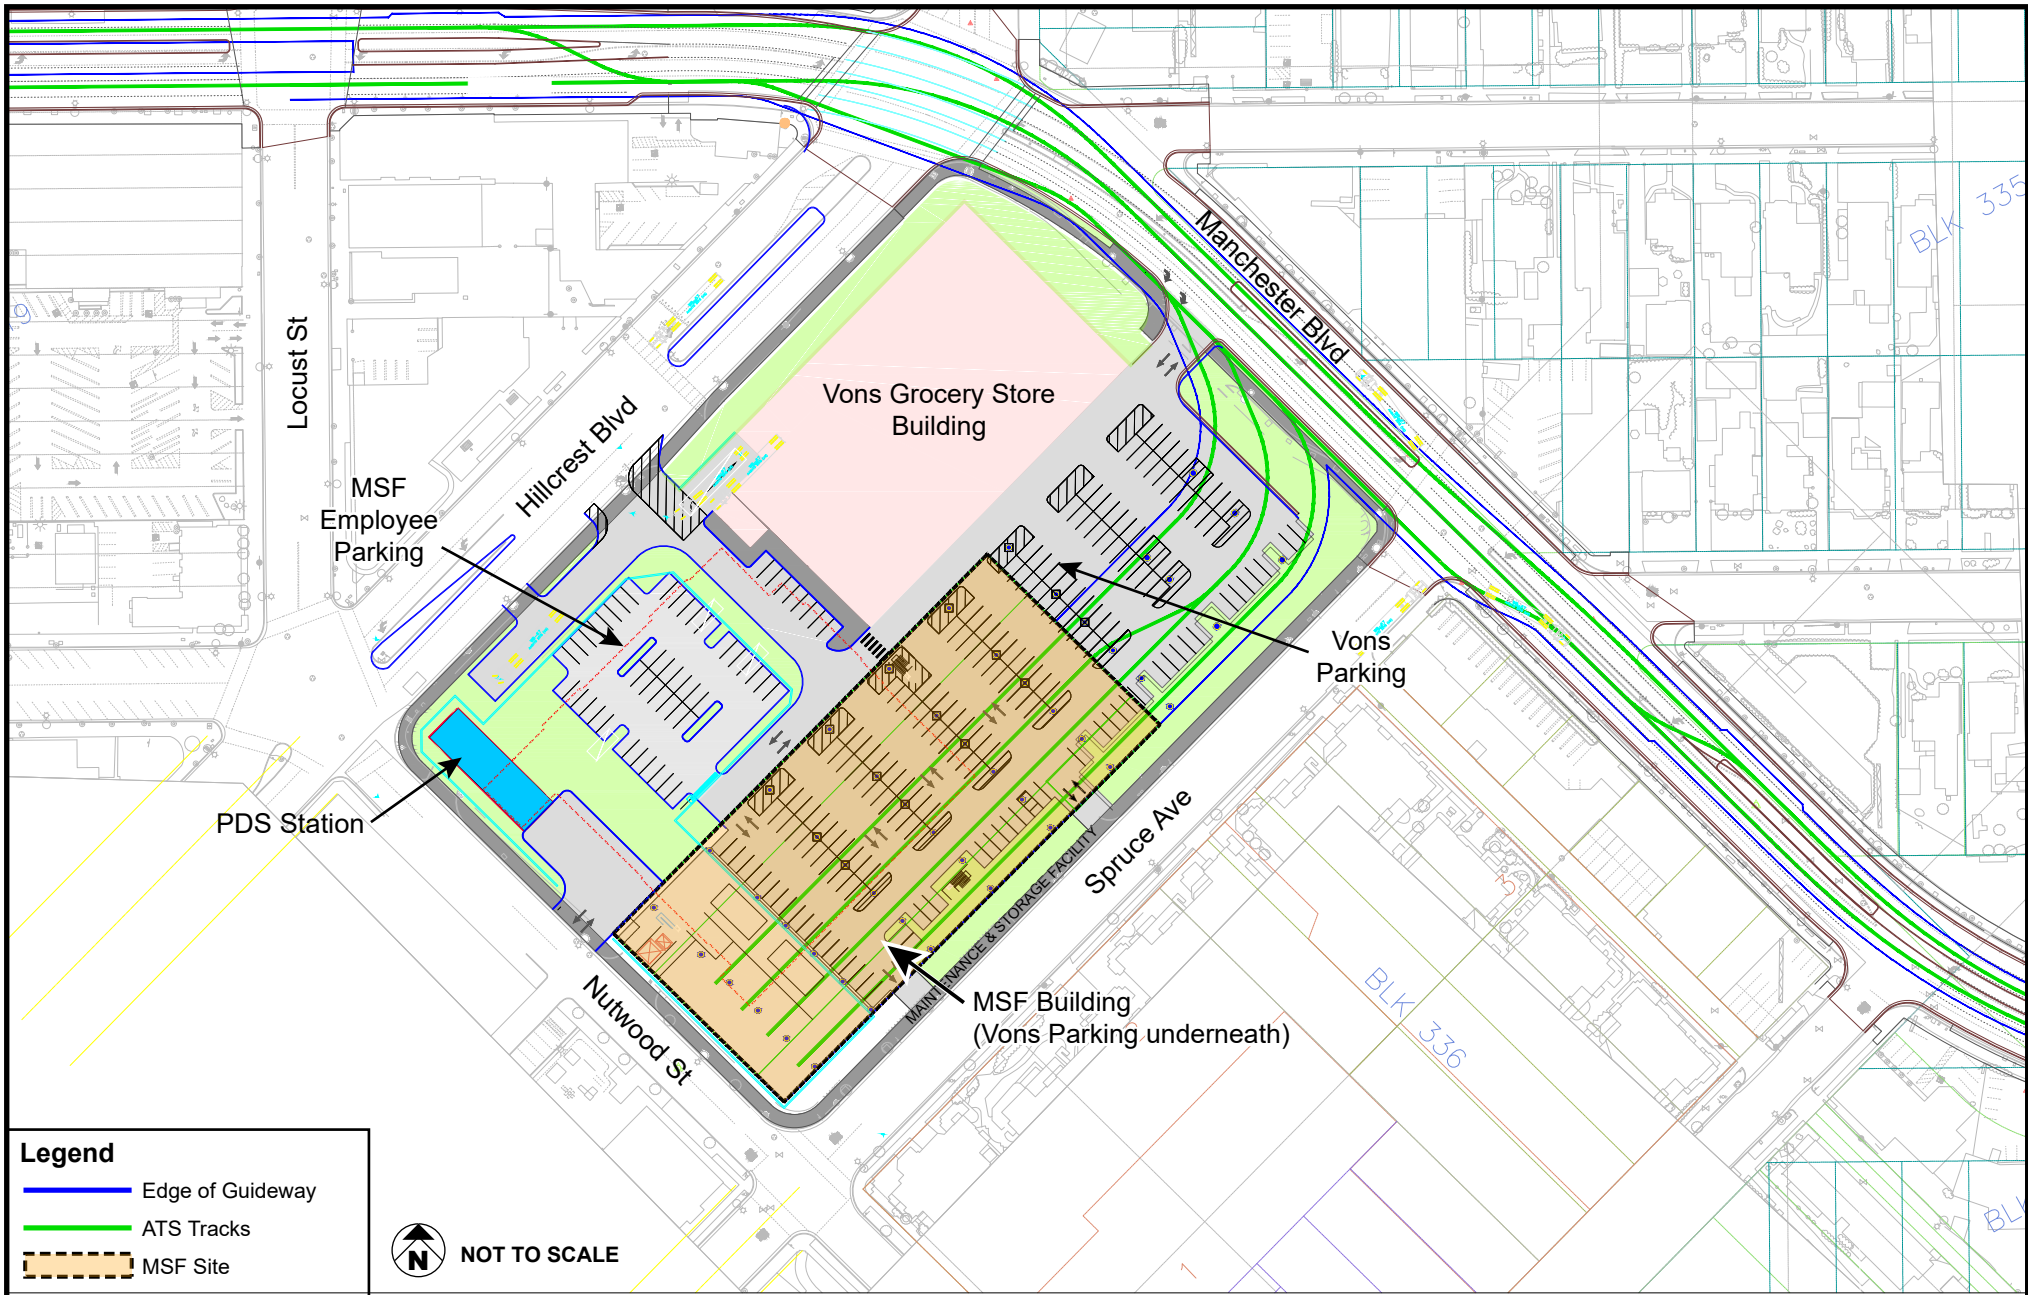 Manchester Blvd
BLK 335
Locust St
Vons Grocery Store
Building
Hillcrest Blvd
MSF
Employee
Parking
Vons
Parking
PDS Station
Spruce Ave
MAINTENANCE & STORAGE FACILITY
MSF Building
(Vons Parking underneath)
Nutwood St
BLK 336
Legend
Edge of Guideway
ATS Tracks
MSF Site
N
NOT TO SCALE